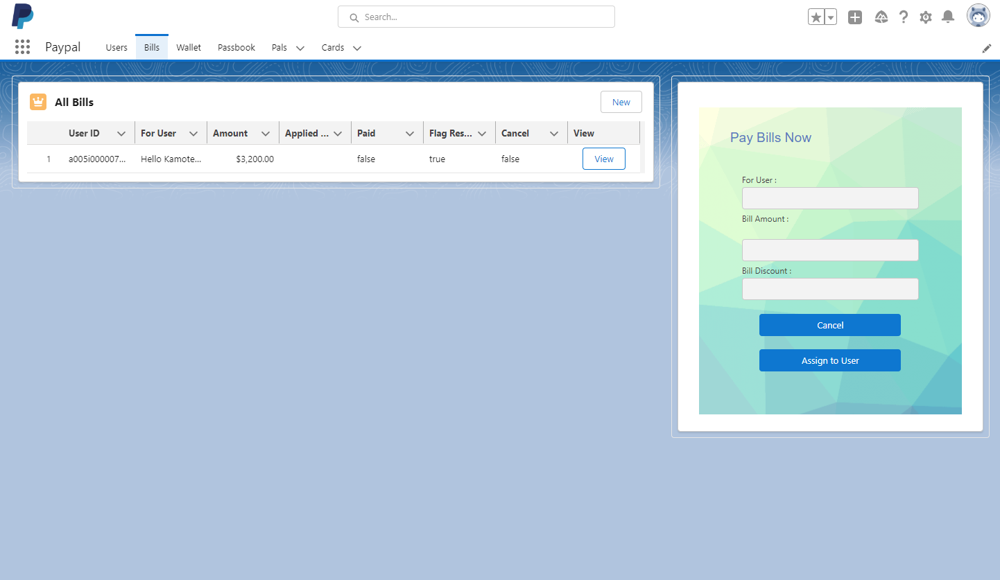 Search...
Paypal Users Bills Wallet Passbook Pals Cards
All Bills New
User ID For User Amount Applied ... Paid Flag Res... Cancel View
1 a005i000007... Hello Kamote... $3,200.00 false true false View
Pay Bills Now
For User :
Bill Amount :
Bill Discount :
Cancel
Assign to User